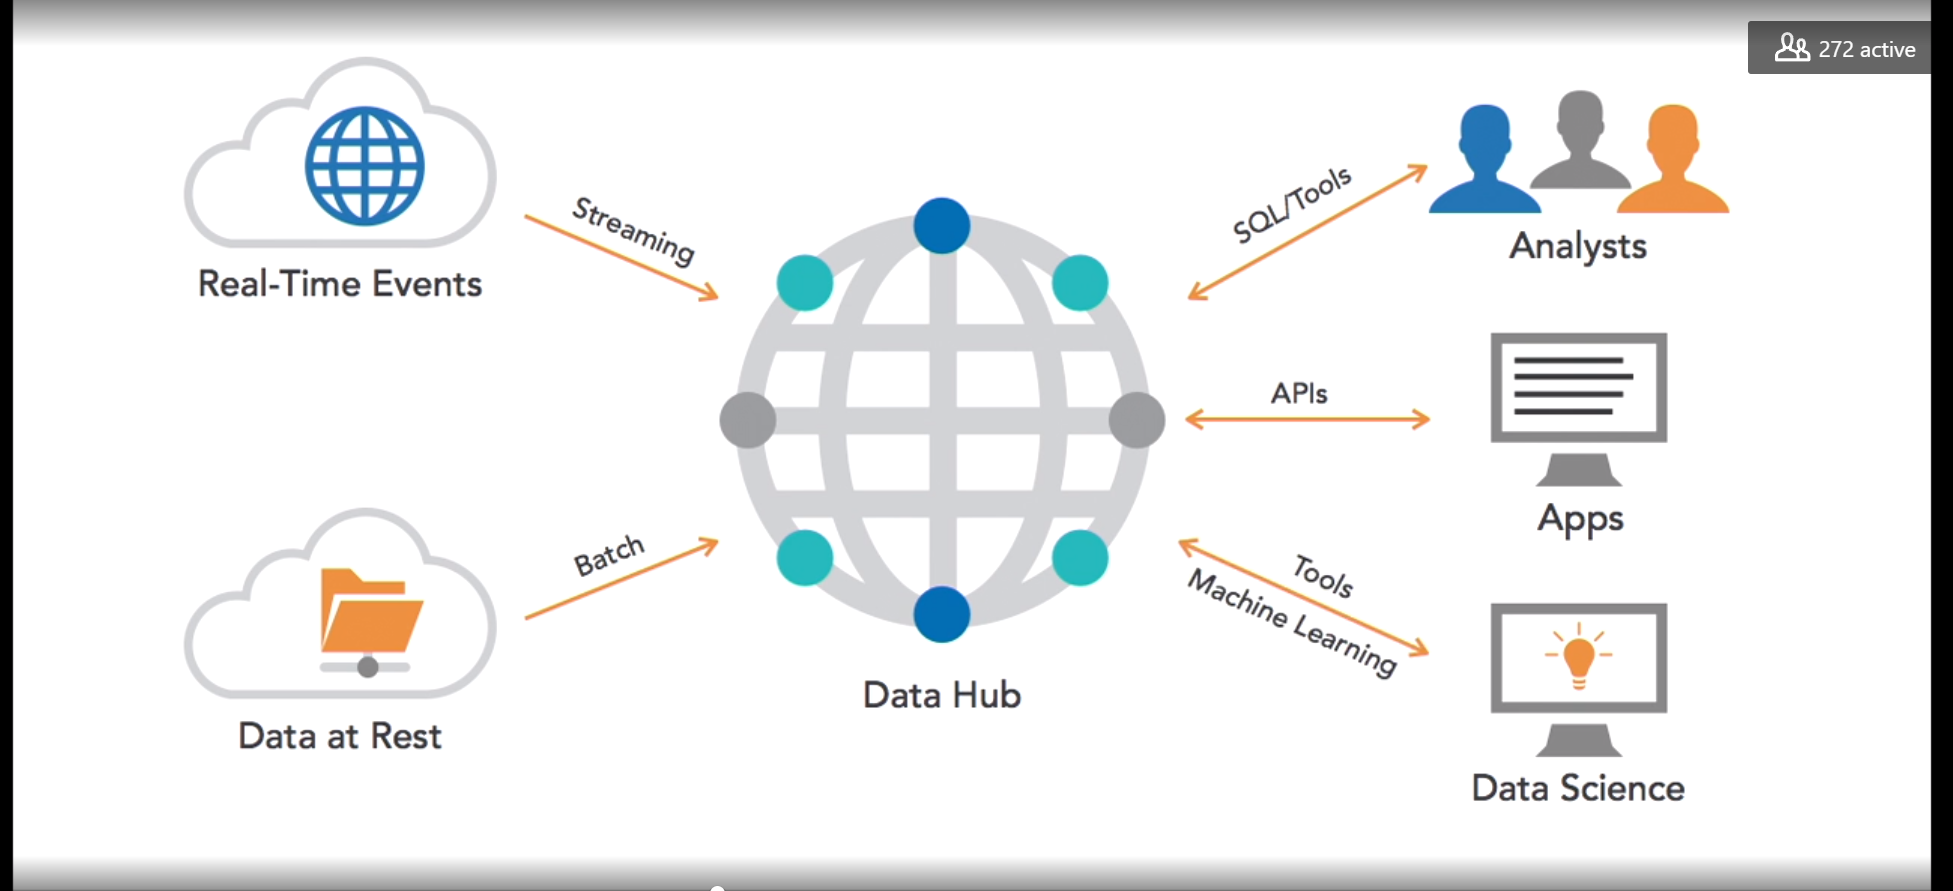 272 active
Real-Time Events
Streaming
SQL/Tools
Analysts
APIs
Apps
Data at Rest
Batch
Data Hub
Tools
Machine Learning
Data Science